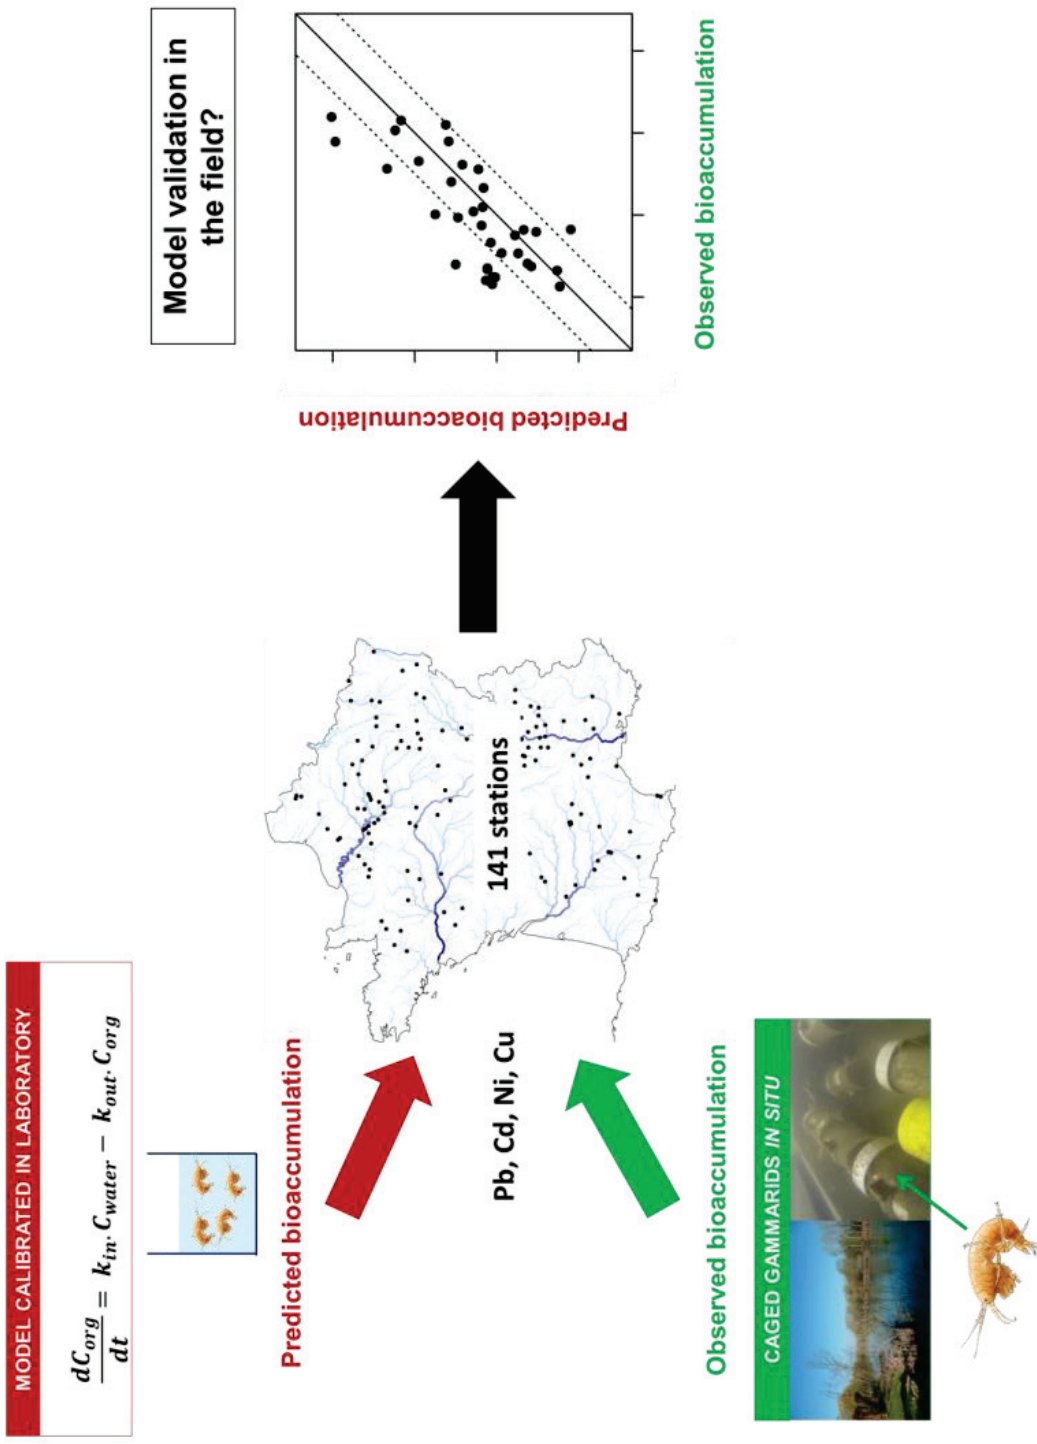 MODEL CALIBRATED IN LABORATORY
dC_org/dt = k_in. C_water − k_out. C_org
Predicted bioaccumulation
Pb, Cd, Ni, Cu
Observed bioaccumulation
CAGED GAMMARIDS IN SITU
141 stations
Model validation in
the field?
Predicted bioaccumulation
Observed bioaccumulation